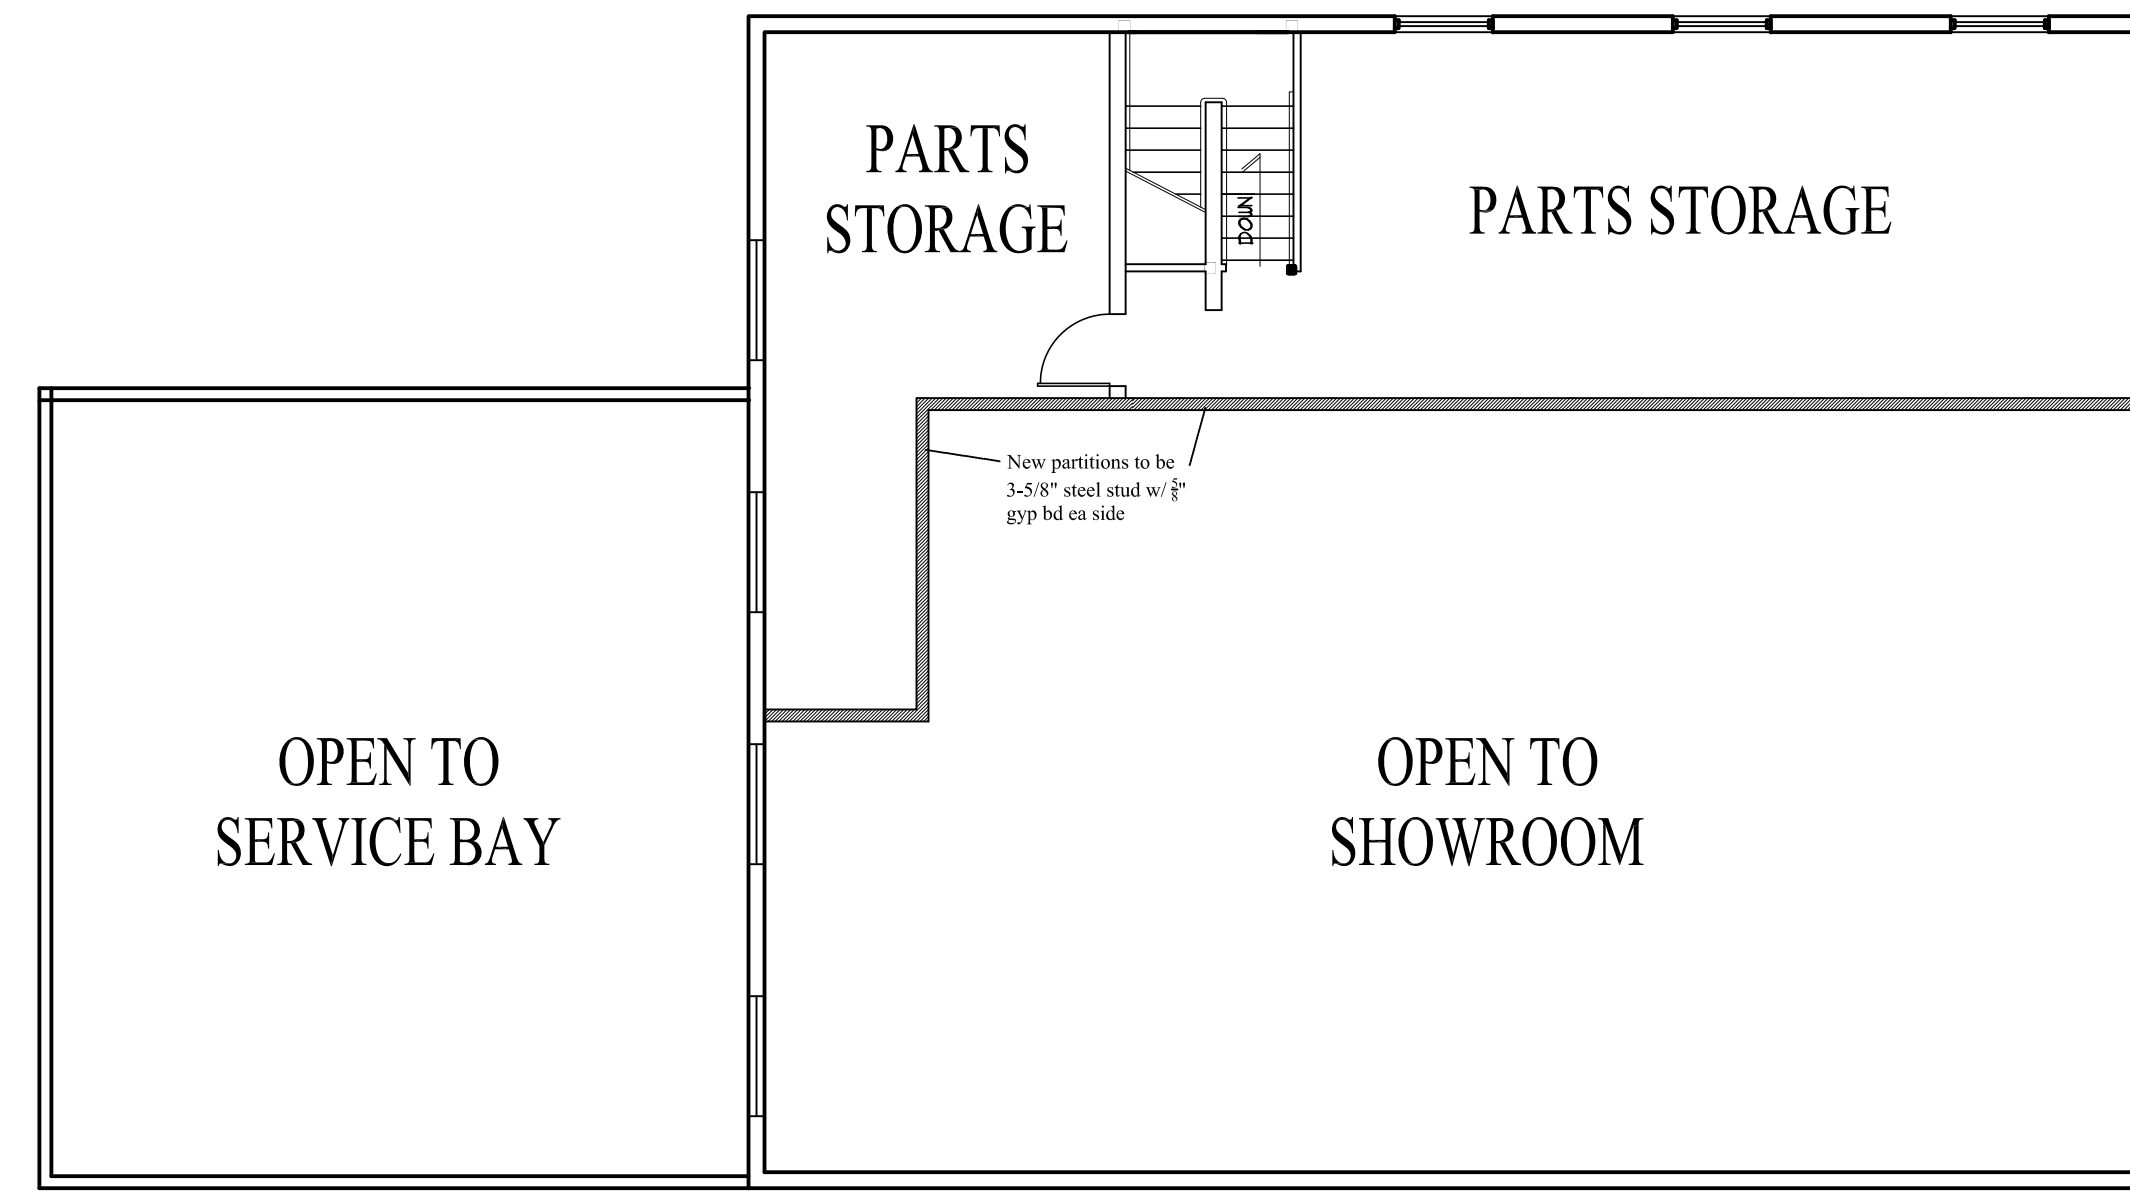 PARTS
STORAGE
PARTS STORAGE
DOWN
New partitions to be
3-5/8" steel stud w/ 5/8"
gyp bd ea side
OPEN TO
SERVICE BAY
OPEN TO
SHOWROOM